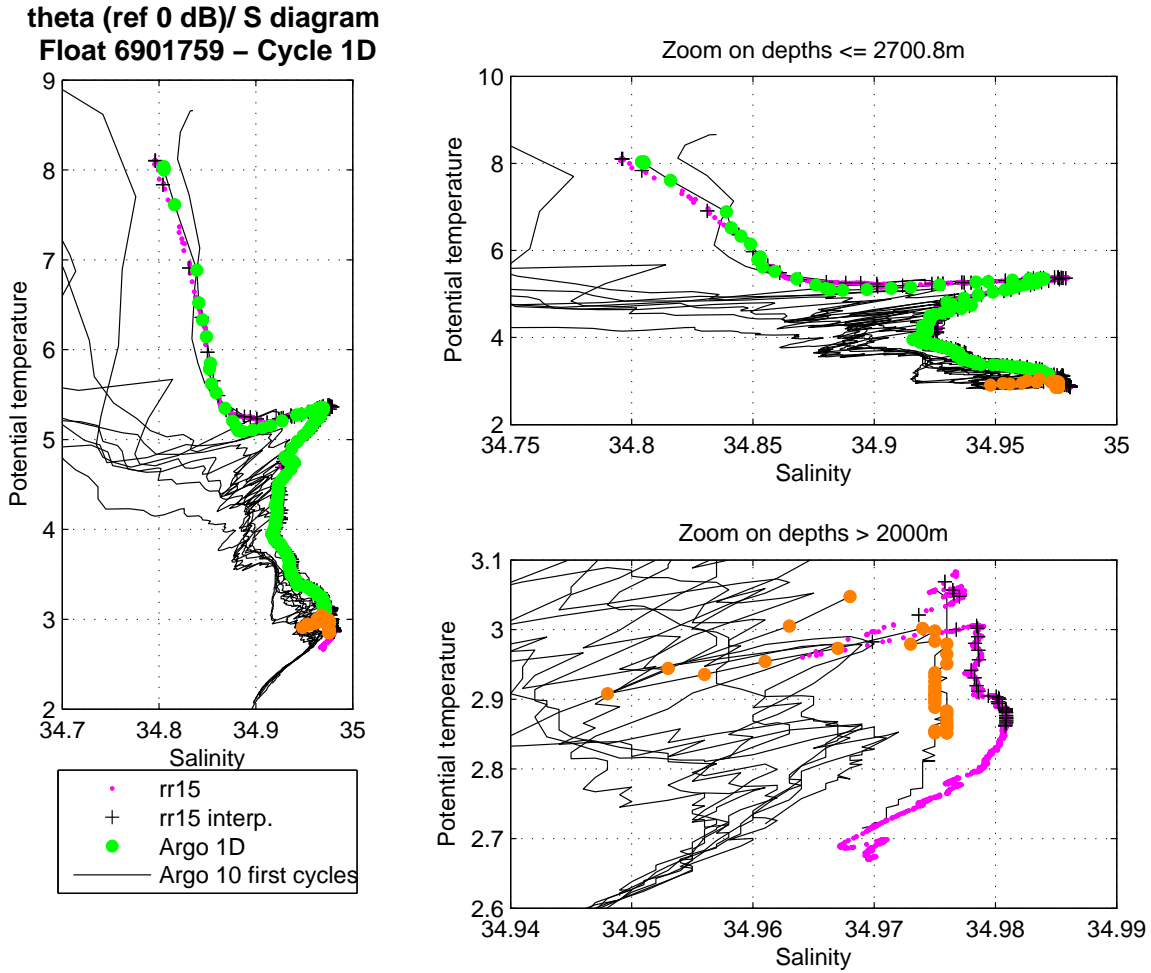 theta (ref 0 dB)/ S diagram
Float 6901759 − Cycle 1D
9
8
7
6
5
4
3
2
34.7
34.8
34.9
35
Potential temperature
Salinity
rr15
rr15 interp.
Argo 1D
Argo 10 first cycles
Zoom on depths <= 2700.8m
10
8
6
4
2
34.75
34.8
34.85
34.9
34.95
35
Potential temperature
Salinity
Zoom on depths > 2000m
3.1
3
2.9
2.8
2.7
2.6
34.94
34.95
34.96
34.97
34.98
34.99
Potential temperature
Salinity